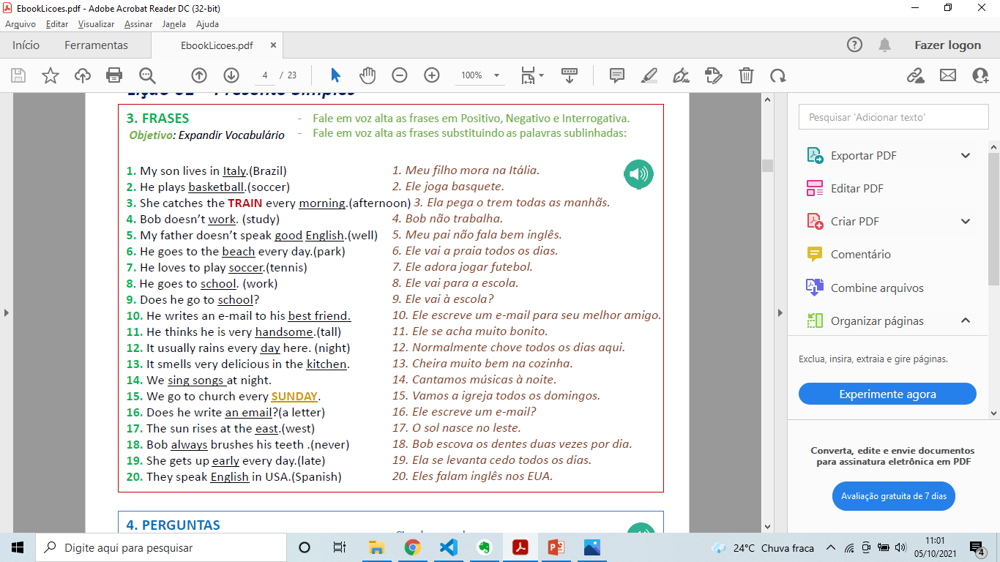 EbookLicoes.pdf - Adobe Acrobat Reader DC (32-bit)
Arquivo Editar Visualizar Assinar Janela Ajuda
Início Ferramentas EbookLicoes.pdf × Fazer logon
4 / 23 100%
Lição 02 - Presente Simples
3. FRASES - Fale em voz alta as frases em Positivo, Negativo e Interrogativa.
Objetivo: Expandir Vocabulário - Fale em voz alta as frases substituindo as palavras sublinhadas:
1. My son lives in Italy.(Brazil) 1. Meu filho mora na Itália.
2. He plays basketball.(soccer) 2. Ele joga basquete.
3. She catches the TRAIN every morning.(afternoon) 3. Ela pega o trem todas as manhãs.
4. Bob doesn’t work. (study) 4. Bob não trabalha.
5. My father doesn’t speak good English.(well) 5. Meu pai não fala bem inglês.
6. He goes to the beach every day.(park) 6. Ele vai a praia todos os dias.
7. He loves to play soccer.(tennis) 7. Ele adora jogar futebol.
8. He goes to school. (work) 8. Ele vai para a escola.
9. Does he go to school? 9. Ele vai à escola?
10. He writes an e-mail to his best friend. 10. Ele escreve um e-mail para seu melhor amigo.
11. He thinks he is very handsome.(tall) 11. Ele se acha muito bonito.
12. It usually rains every day here. (night) 12. Normalmente chove todos os dias aqui.
13. It smells very delicious in the kitchen. 13. Cheira muito bem na cozinha.
14. We sing songs at night. 14. Cantamos músicas à noite.
15. We go to church every SUNDAY. 15. Vamos a igreja todos os domingos.
16. Does he write an email?(a letter) 16. Ele escreve um e-mail?
17. The sun rises at the east.(west) 17. O sol nasce no leste.
18. Bob always brushes his teeth .(never) 18. Bob escova os dentes duas vezes por dia.
19. She gets up early every day.(late) 19. Ela se levanta cedo todos os dias.
20. They speak English in USA.(Spanish) 20. Eles falam inglês nos EUA.
4. PERGUNTAS
Pesquisar 'Adicionar texto'
Exportar PDF
Editar PDF
Criar PDF
Comentário
Combine arquivos
Organizar páginas
Exclua, insira, extraia e gire páginas.
Experimente agora
Converta, edite e envie documentos
para assinatura eletrônica em PDF
Avaliação gratuita de 7 dias
Digite aqui para pesquisar 24°C Chuva fraca 11:01
05/10/2021 4